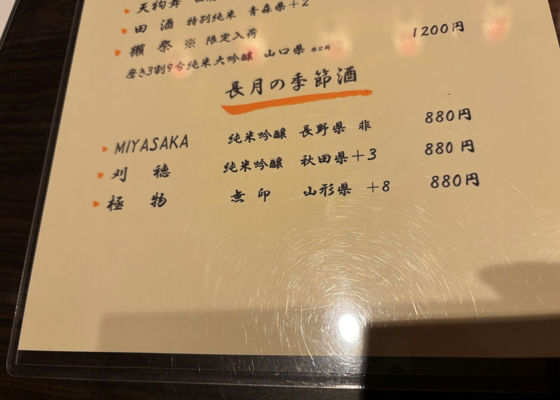 天狗舞
田酒 特別純米 青森県+2
獺祭 ※限定入荷 1200円
磨き3割9分純米大吟醸 山口県 非公開
長月の季節酒
MIYASAKA 純米吟醸 長野県 非 880円
刈穂 純米吟醸 秋田県+3 880円
極物 無印 山形県 +8 880円